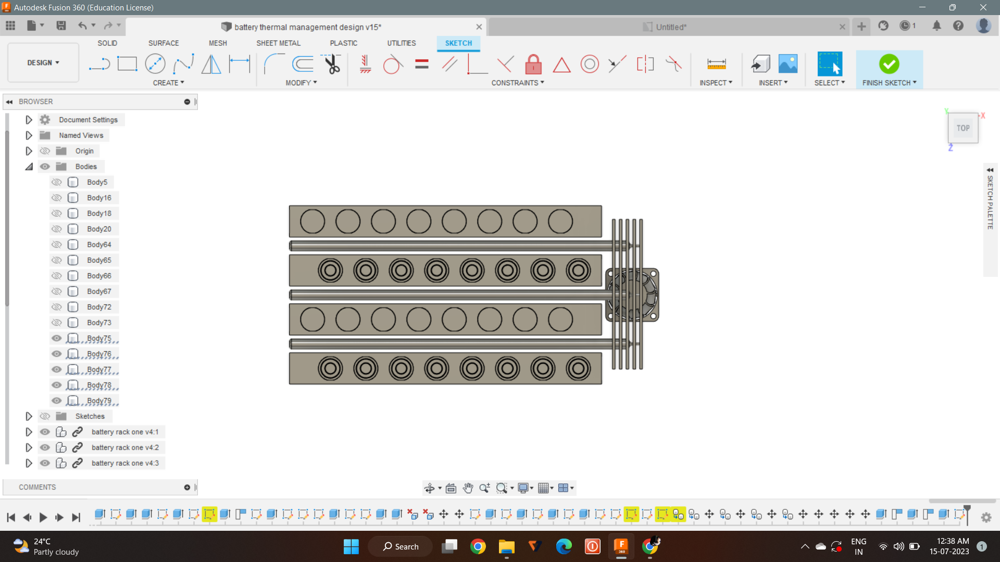 Autodesk Fusion 360 (Education License)
battery thermal management design v15*
Untitled*
1
SOLID
SURFACE
MESH
SHEET METAL
PLASTIC
UTILITIES
SKETCH
DESIGN
CREATE
MODIFY
CONSTRAINTS
INSPECT
INSERT
SELECT
FINISH SKETCH
BROWSER
Document Settings
Named Views
Origin
Bodies
Body5
Body16
Body18
Body20
Body64
Body65
Body66
Body67
Body72
Body73
Body75
Body76
Body77
Body78
Body79
Sketches
battery rack one v4:1
battery rack one v4:2
battery rack one v4:3
COMMENTS
Y
X
TOP
Z
SKETCH PALETTE
24°C
Partly cloudy
Search
F
360
ENG
IN
12:38 AM
15-07-2023
1